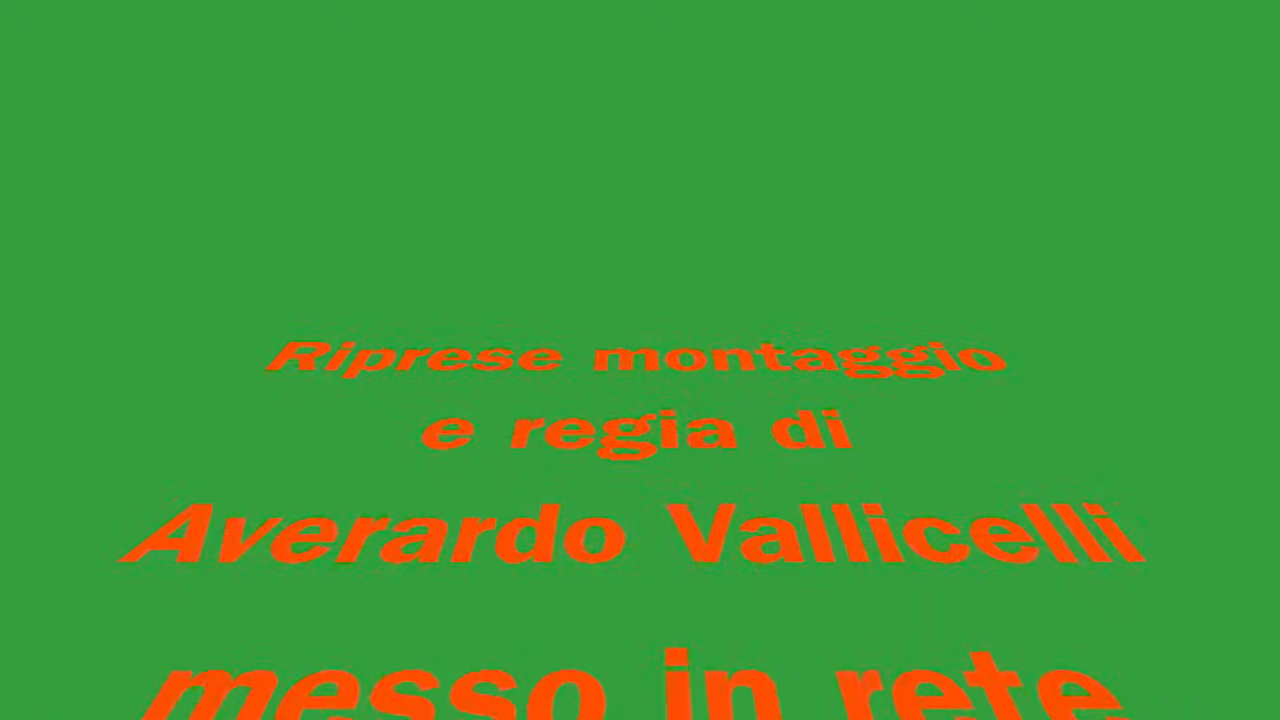 Riprese montaggio
e regia di
Averardo Vallicelli
messo in rete